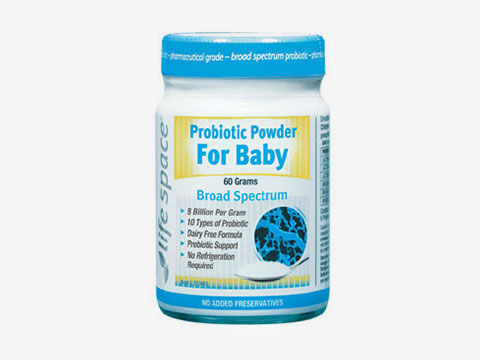 pharmaceutical grade – broad spectrum probiotic
life space
Probiotic Powder
For Baby
60 Grams
Broad Spectrum
8 Billion Per Gram
10 Types of Probiotic
Dairy Free Formula
Prebiotic Support
No Refrigeration
Required
NO ADDED PRESERVATIVES